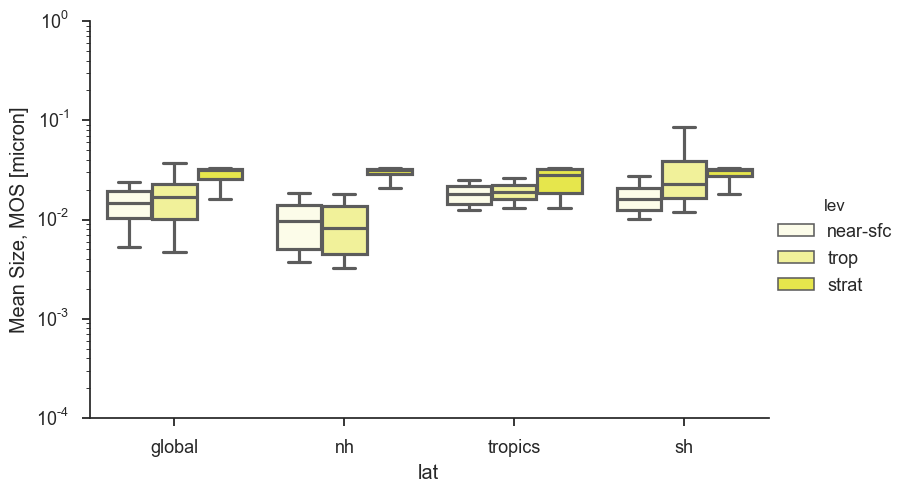 10^0
10^-1
10^-2
10^-3
10^-4
Mean Size, MOS [micron]
global
nh
tropics
sh
lat
lev
near-sfc
trop
strat